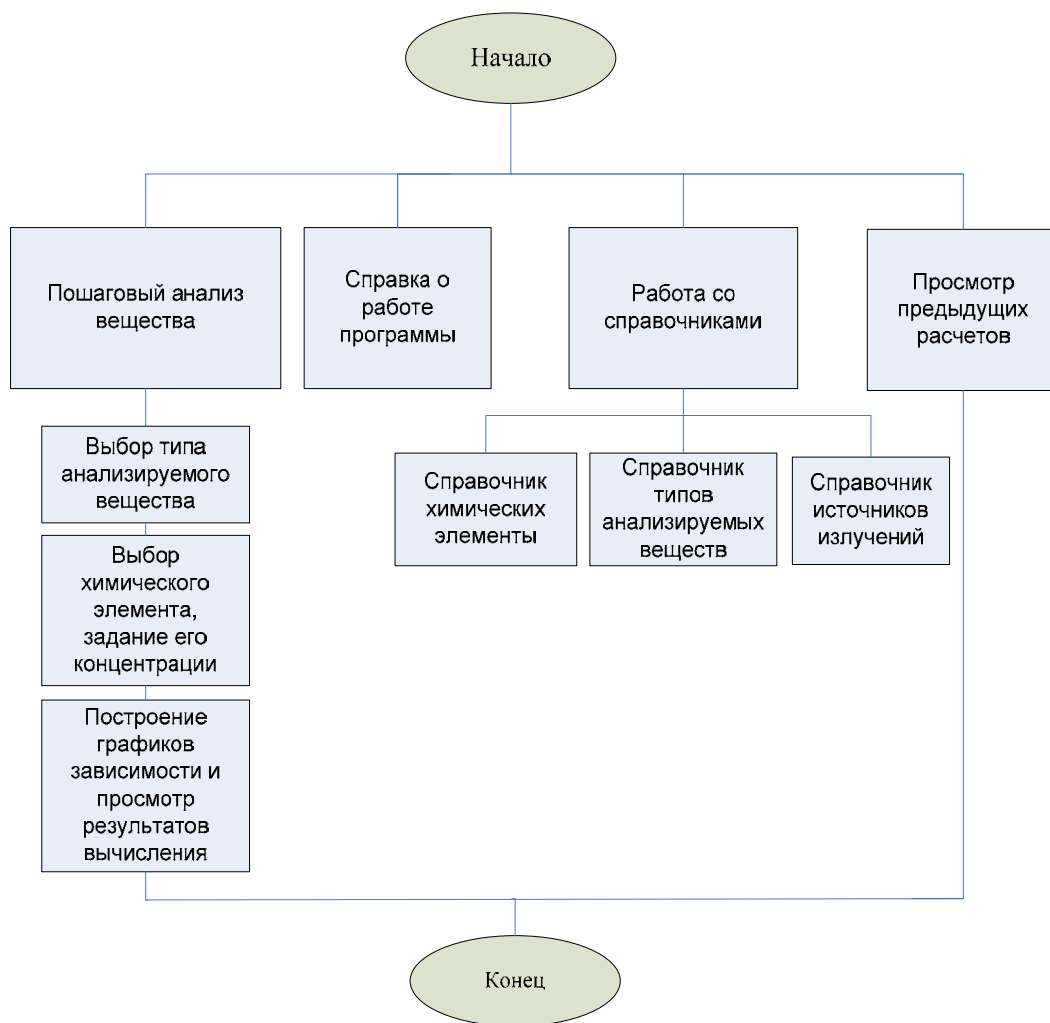 Начало
Пошаговый анализ
вещества
Справка о
работе
программы
Работа со
справочниками
Просмотр
предыдущих
расчетов
Выбор типа
анализируемого
вещества
Выбор
химического
элемента,
задание его
концентрации
Построение
графиков
зависимости и
просмотр
результатов
вычисления
Справочник
химических
элементы
Справочник
типов
анализируемых
веществ
Справочник
источников
излучений
Конец